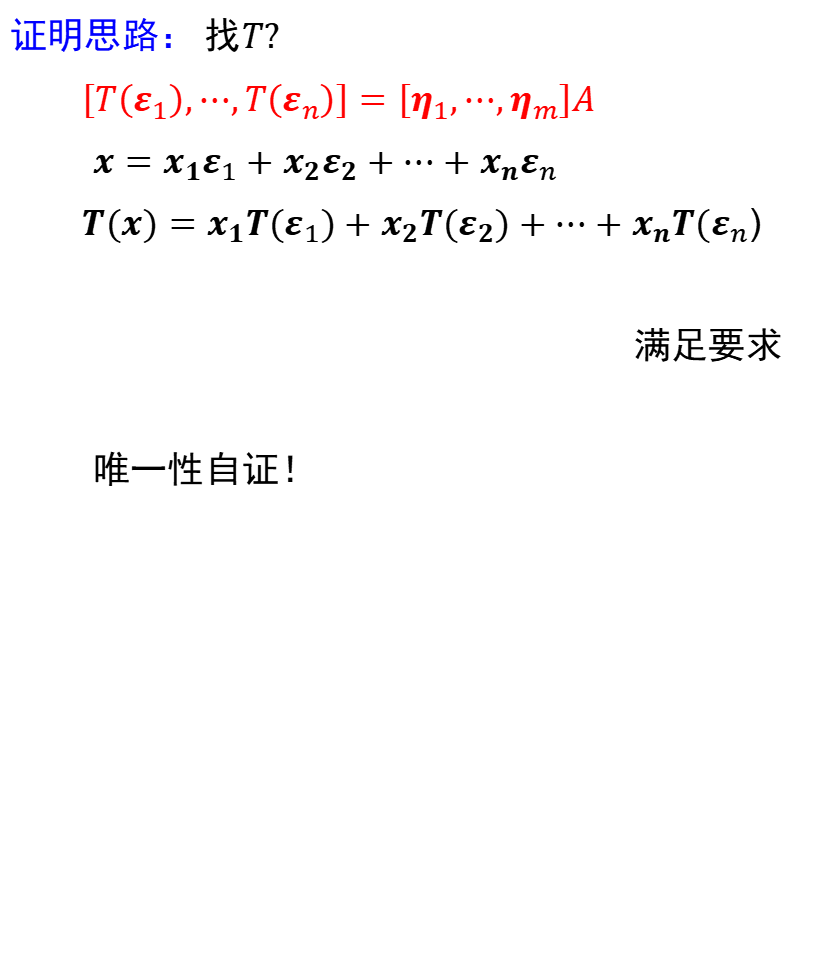 证明思路： 找T?
[T(ε₁),⋯,T(εₙ)] = [η₁,⋯,ηₘ]A
x = x₁ε₁ + x₂ε₂ + ⋯ + xₙεₙ
T(x) = x₁T(ε₁) + x₂T(ε₂) + ⋯ + xₙT(εₙ)
满足要求
唯一性自证！